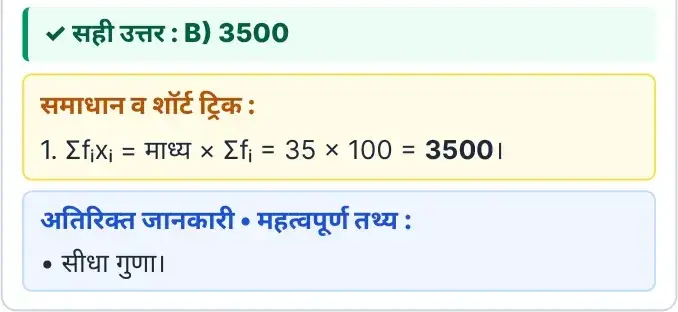 ✓ सही उत्तर : B) 3500
समाधान व शॉर्ट ट्रिक :
1. Σfᵢxᵢ = माध्य × Σfᵢ = 35 × 100 = 3500।
अतिरिक्त जानकारी • महत्वपूर्ण तथ्य :
• सीधा गुणा।